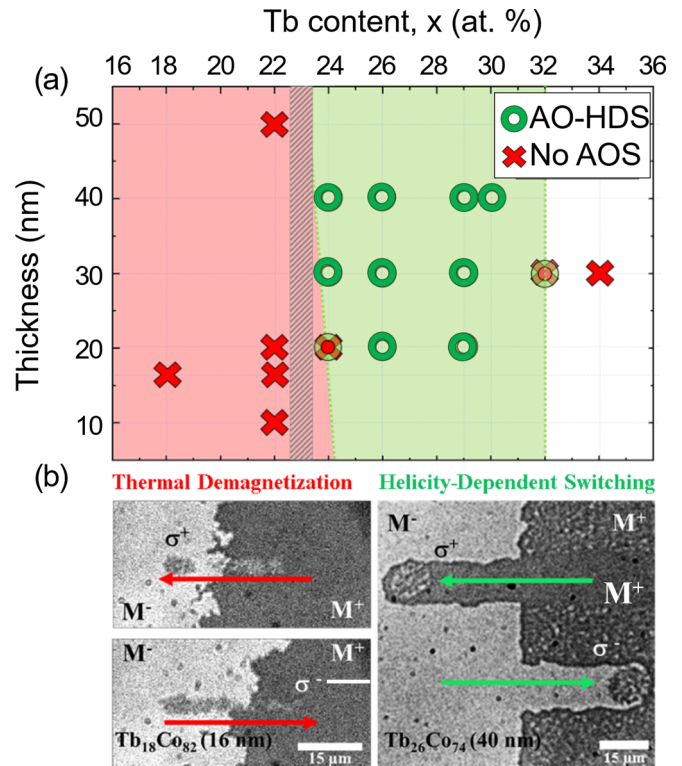 Tb content, x (at. %)
(a)
16 18 20 22 24 26 28 30 32 34 36
Thickness (nm)
50
40
30
20
10
AO-HDS
No AOS
(b)
Thermal Demagnetization
Helicity-Dependent Switching
M⁻ M⁺
σ⁺
M⁻ M⁺
M⁻ M⁺
σ⁻
Tb₁₈Co₈₂ (16 nm)
15 µm
M⁻ M⁺
σ⁺
M⁺
σ⁻
Tb₂₆Co₇₄ (40 nm)
15 µm